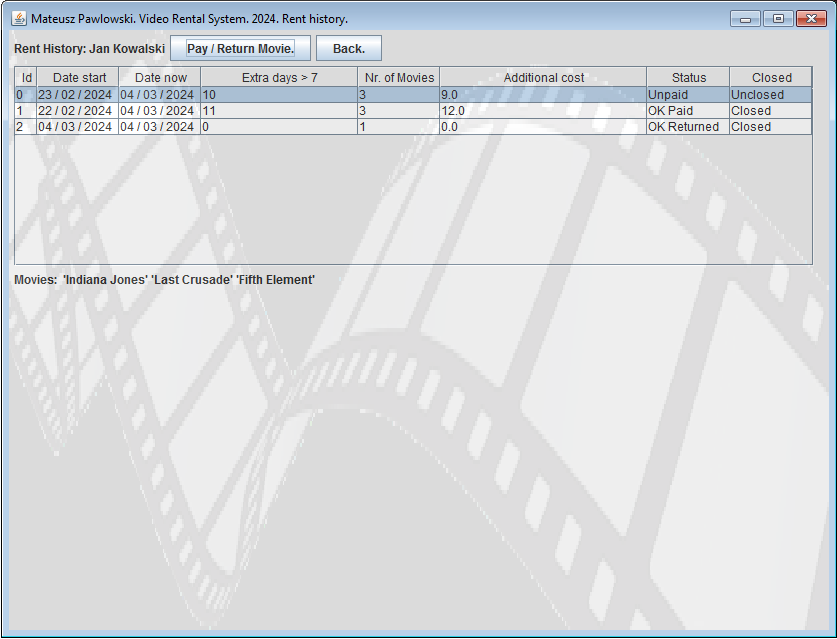 Mateusz Pawlowski. Video Rental System. 2024. Rent history.
Rent History: Jan Kowalski Pay / Return Movie. Back.
Id Date start Date now Extra days > 7 Nr. of Movies Additional cost Status Closed
0 23 / 02 / 2024 04 / 03 / 2024 10 3 9.0 Unpaid Unclosed
1 22 / 02 / 2024 04 / 03 / 2024 11 3 12.0 OK Paid Closed
2 04 / 03 / 2024 04 / 03 / 2024 0 1 0.0 OK Returned Closed
Movies: 'Indiana Jones' 'Last Crusade' 'Fifth Element'